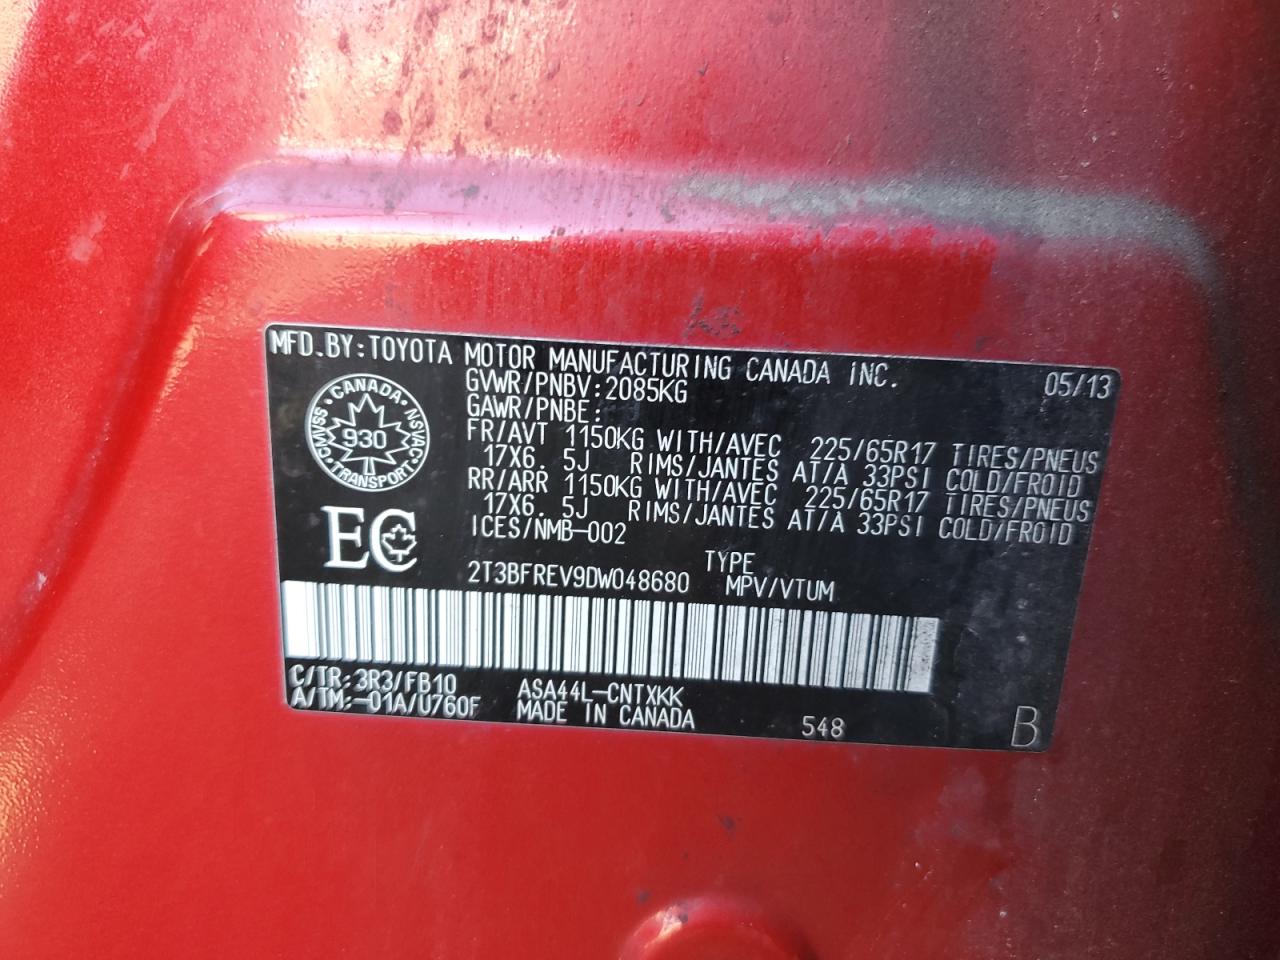 MFD.BY:TOYOTA MOTOR MANUFACTURING CANADA INC. 05/13
GVWR/PNBV:2085KG
GAWR/PNBE:
FR/AVT 1150KG WITH/AVEC 225/65R17 TIRES/PNEUS
17X6. 5J RIMS/JANTES AT/À 33PSI COLD/FROID
RR/ARR 1150KG WITH/AVEC 225/65R17 TIRES/PNEUS
17X6. 5J RIMS/JANTES AT/À 33PSI COLD/FROID
ICES/NMB-002
CANADA
CMVSS 930 NSVAC
TRANSPORT
EC
TYPE
2T3BFREV9DW048680 MPV/VTUM
C/TR:3R3/FB10 ASA44L-CNTXKK
A/TM:-01A/U760F MADE IN CANADA
548 B